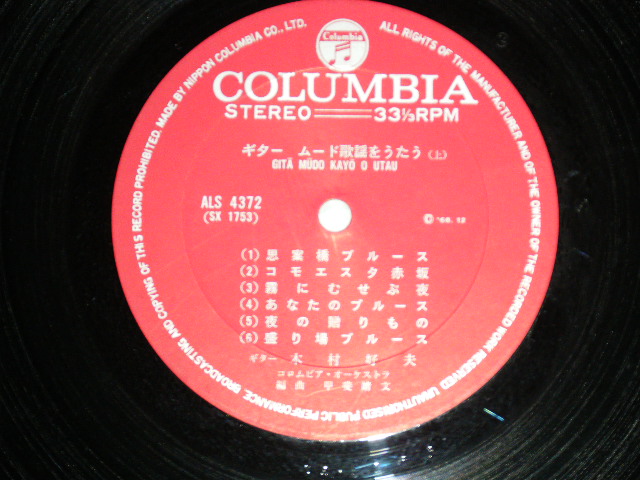 Columbia
COLUMBIA
STEREO 33⅓RPM
ギター ムード歌謡をうたう(上)
GITĀ MŪDO KAYŌ O UTAU
ALS 4372
(SX 1753)
Ⓒ '68. 12
(1) 思案橋ブルース
(2) コモエスタ赤坂
(3) 霧にむせぶ夜
(4) あなたのブルース
(5) 夜の贈りもの
(6) 盛り場ブルース
ギター 木村好夫
コロムビア・オーケストラ
編曲 甲斐靖文
MADE BY NIPPON COLUMBIA CO., LTD. ALL RIGHTS OF THE MANUFACTURER AND OF THE OWNER OF THE RECORDED WORK RESERVED. UNAUTHORISED PUBLIC PERFORMANCE, BROADCASTING AND COPYING OF THIS RECORD PROHIBITED.